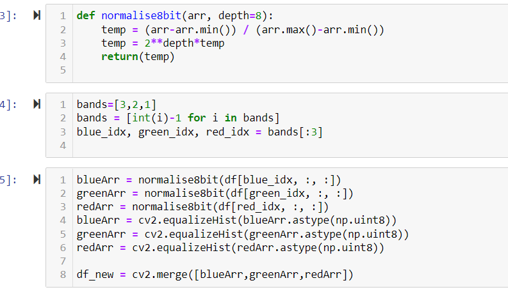 3]:
1 def normalise8bit(arr, depth=8):
2     temp = (arr-arr.min()) / (arr.max()-arr.min())
3     temp = 2**depth*temp
4     return(temp)
5
4]:
1 bands=[3,2,1]
2 bands = [int(i)-1 for i in bands]
3 blue_idx, green_idx, red_idx = bands[:3]
4
5]:
1 blueArr = normalise8bit(df[blue_idx, :, :])
2 greenArr = normalise8bit(df[green_idx, :, :])
3 redArr = normalise8bit(df[red_idx, :, :])
4 blueArr = cv2.equalizeHist(blueArr.astype(np.uint8))
5 greenArr = cv2.equalizeHist(greenArr.astype(np.uint8))
6 redArr = cv2.equalizeHist(redArr.astype(np.uint8))
7
8 df_new = cv2.merge([blueArr,greenArr,redArr])